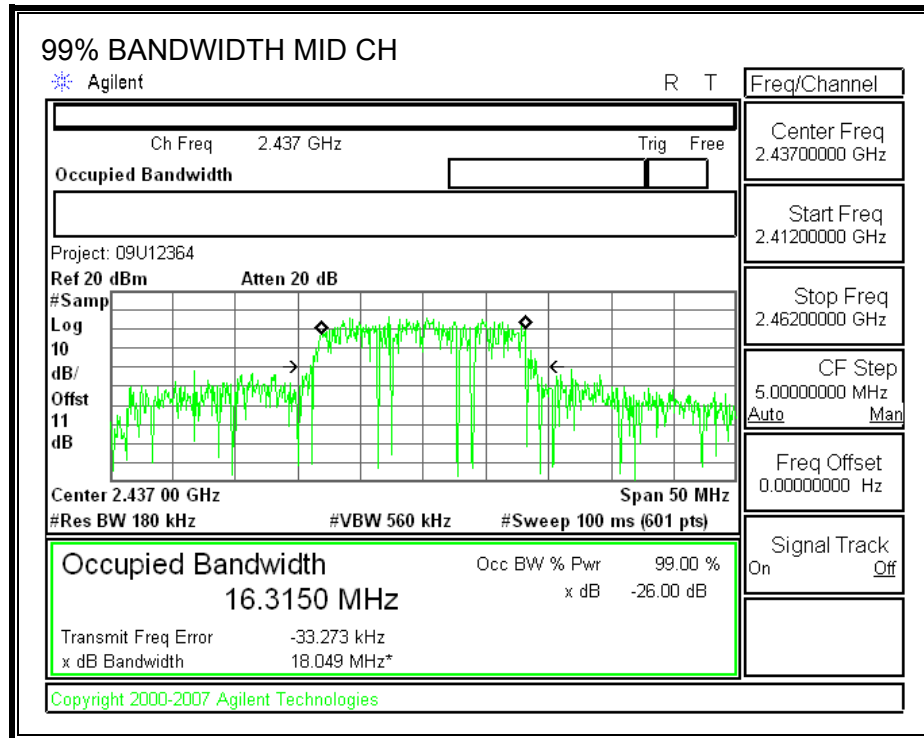 99% BANDWIDTH MID CH
Agilent R T
Freq/Channel
Ch Freq 2.437 GHz Trig Free
Occupied Bandwidth
Center Freq
2.43700000 GHz
Start Freq
2.41200000 GHz
Stop Freq
2.46200000 GHz
CF Step
5.00000000 MHz
Auto Man
Freq Offset
0.00000000 Hz
Signal Track
On Off
Project: 09U12364
Ref 20 dBm Atten 20 dB
#Samp
Log
10
dB/
Offst
11
dB
Center 2.437 00 GHz Span 50 MHz
#Res BW 180 kHz #VBW 560 kHz #Sweep 100 ms (601 pts)
Occupied Bandwidth
16.3150 MHz
Occ BW % Pwr 99.00 %
x dB -26.00 dB
Transmit Freq Error -33.273 kHz
x dB Bandwidth 18.049 MHz*
Copyright 2000-2007 Agilent Technologies